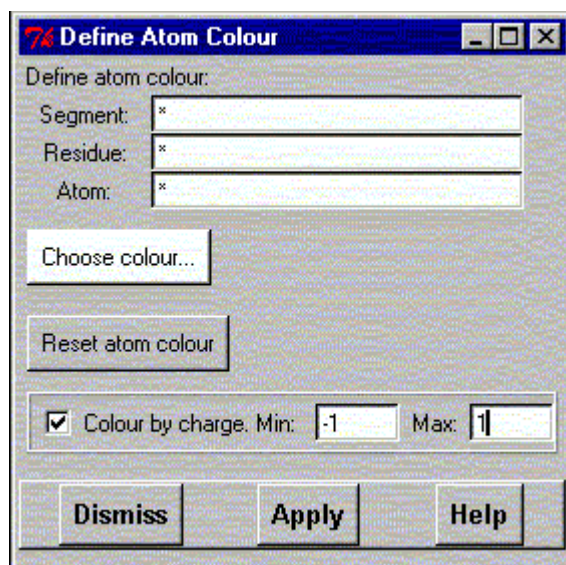 Define Atom Colour
Define atom colour:
Segment: *
Residue: *
Atom: *
Choose colour...
Reset atom colour
Colour by charge. Min: -1 Max: 1
Dismiss Apply Help